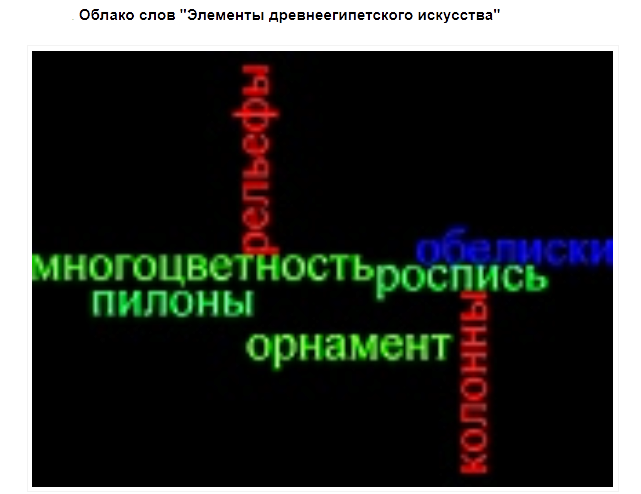 Облако слов "Элементы древнеегипетского искусства"
рельефы
обелиски
многоцветность
роспись
пилоны
орнамент
колонны